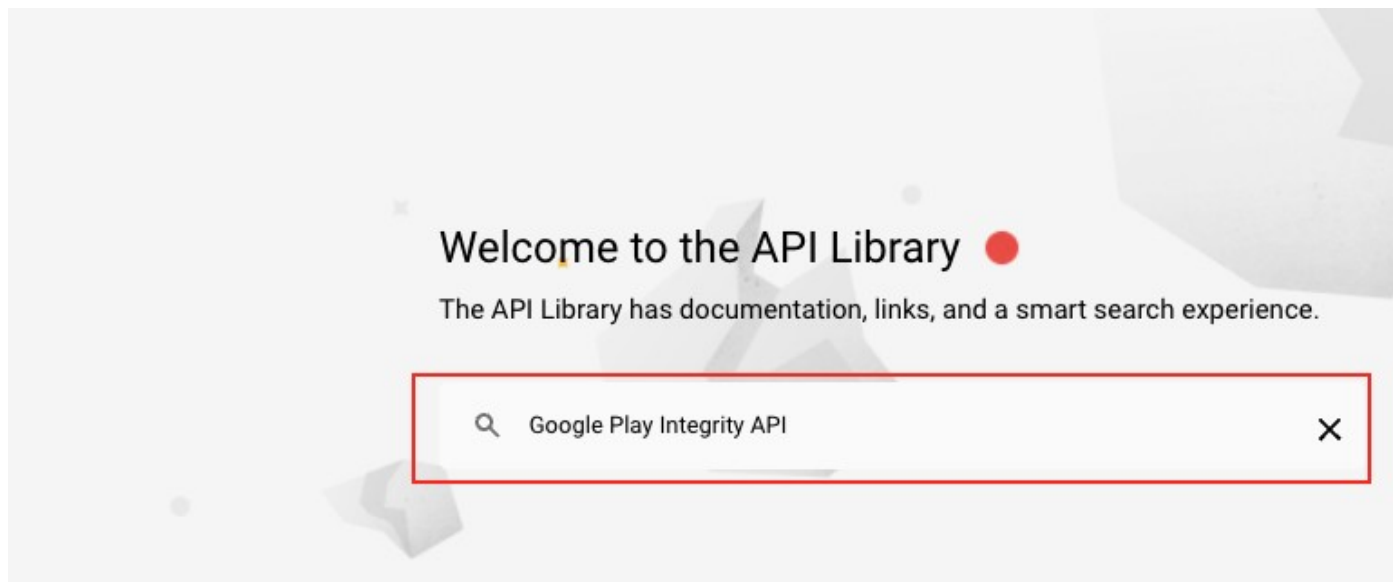 Welcome to the API Library
The API Library has documentation, links, and a smart search experience.
Google Play Integrity API